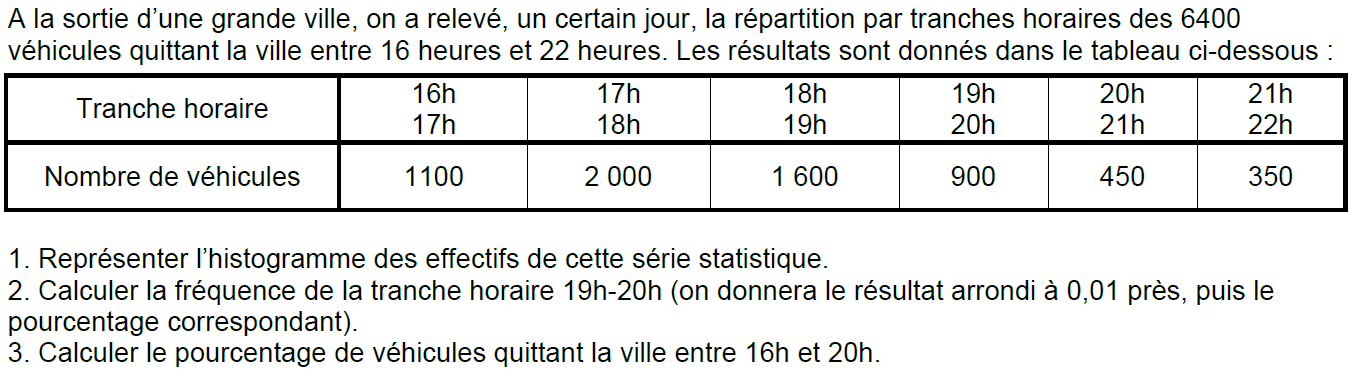 A la sortie d’une grande ville, on a relevé, un certain jour, la répartition par tranches horaires des 6400
véhicules quittant la ville entre 16 heures et 22 heures. Les résultats sont donnés dans le tableau ci-dessous :
Tranche horaire 16h 17h 17h 18h 18h 19h 19h 20h 20h 21h 21h 22h
Nombre de véhicules 1100 2 000 1 600 900 450 350
1. Représenter l’histogramme des effectifs de cette série statistique.
2. Calculer la fréquence de la tranche horaire 19h-20h (on donnera le résultat arrondi à 0,01 près, puis le
pourcentage correspondant).
3. Calculer le pourcentage de véhicules quittant la ville entre 16h et 20h.